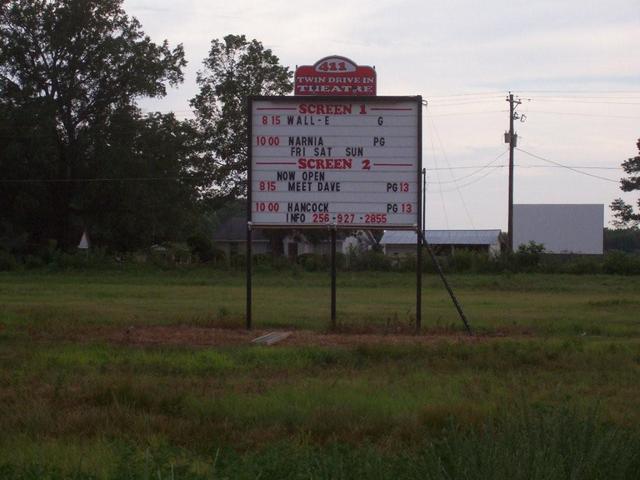 411
TWIN DRIVE IN
THEATRE
SCREEN 1
8 15 WALL-E G
10 00 NARNIA PG
FRI SAT SUN
SCREEN 2
NOW OPEN
8 15 MEET DAVE PG 13
10 00 HANCOCK PG 13
INFO 256-927-2855